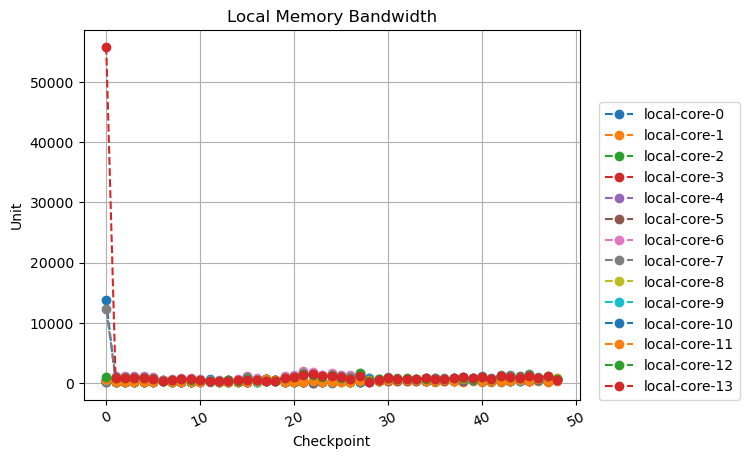 Local Memory Bandwidth
Unit
50000
40000
30000
20000
10000
0
0
10
20
30
40
50
Checkpoint
local-core-0
local-core-1
local-core-2
local-core-3
local-core-4
local-core-5
local-core-6
local-core-7
local-core-8
local-core-9
local-core-10
local-core-11
local-core-12
local-core-13